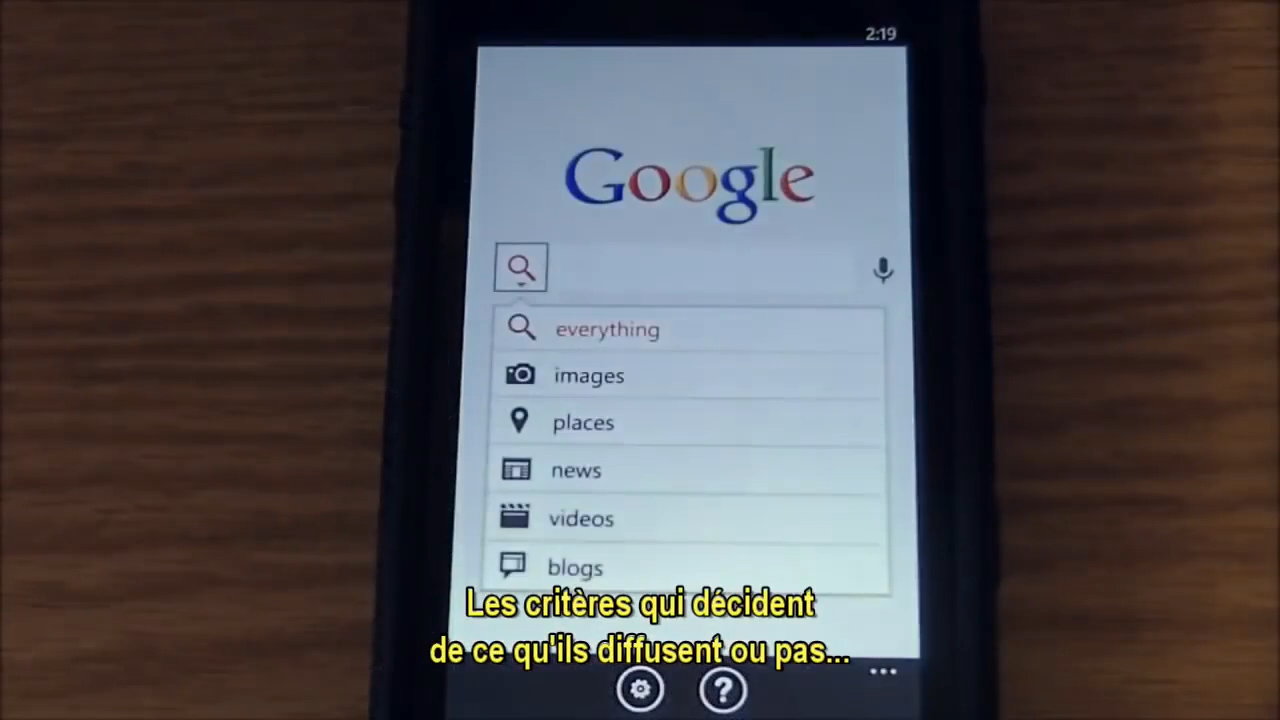 2:19
Google
everything
images
places
news
videos
blogs
Les critères qui décident
de ce qu'ils diffusent ou pas...